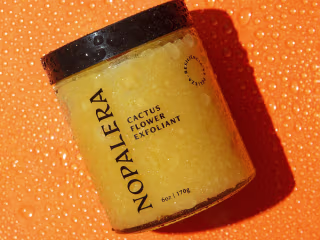 NOPALERA
CACTUS
FLOWER
EXFOLIANT
6oz | 170g